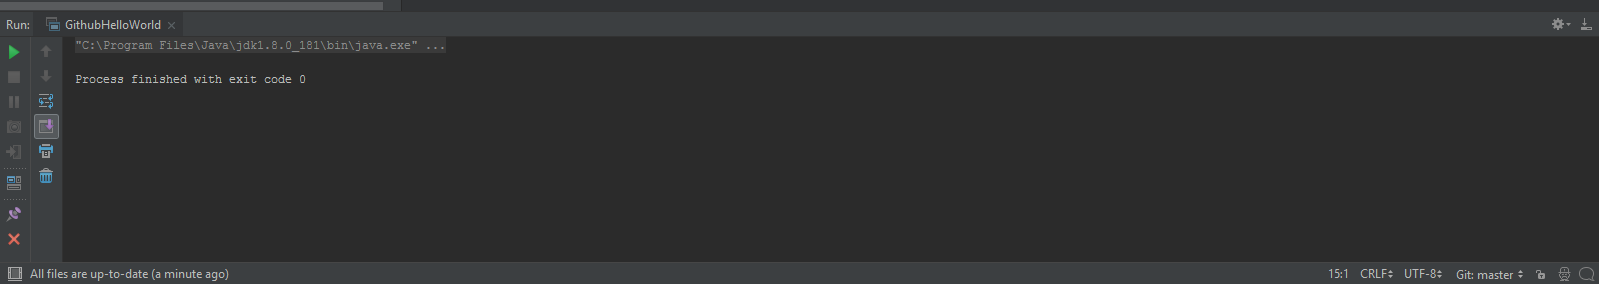 Run: GithubHelloWorld
"C:\Program Files\Java\jdk1.8.0_181\bin\java.exe" ...
Process finished with exit code 0
All files are up-to-date (a minute ago) 15:1 CRLF UTF-8 Git: master